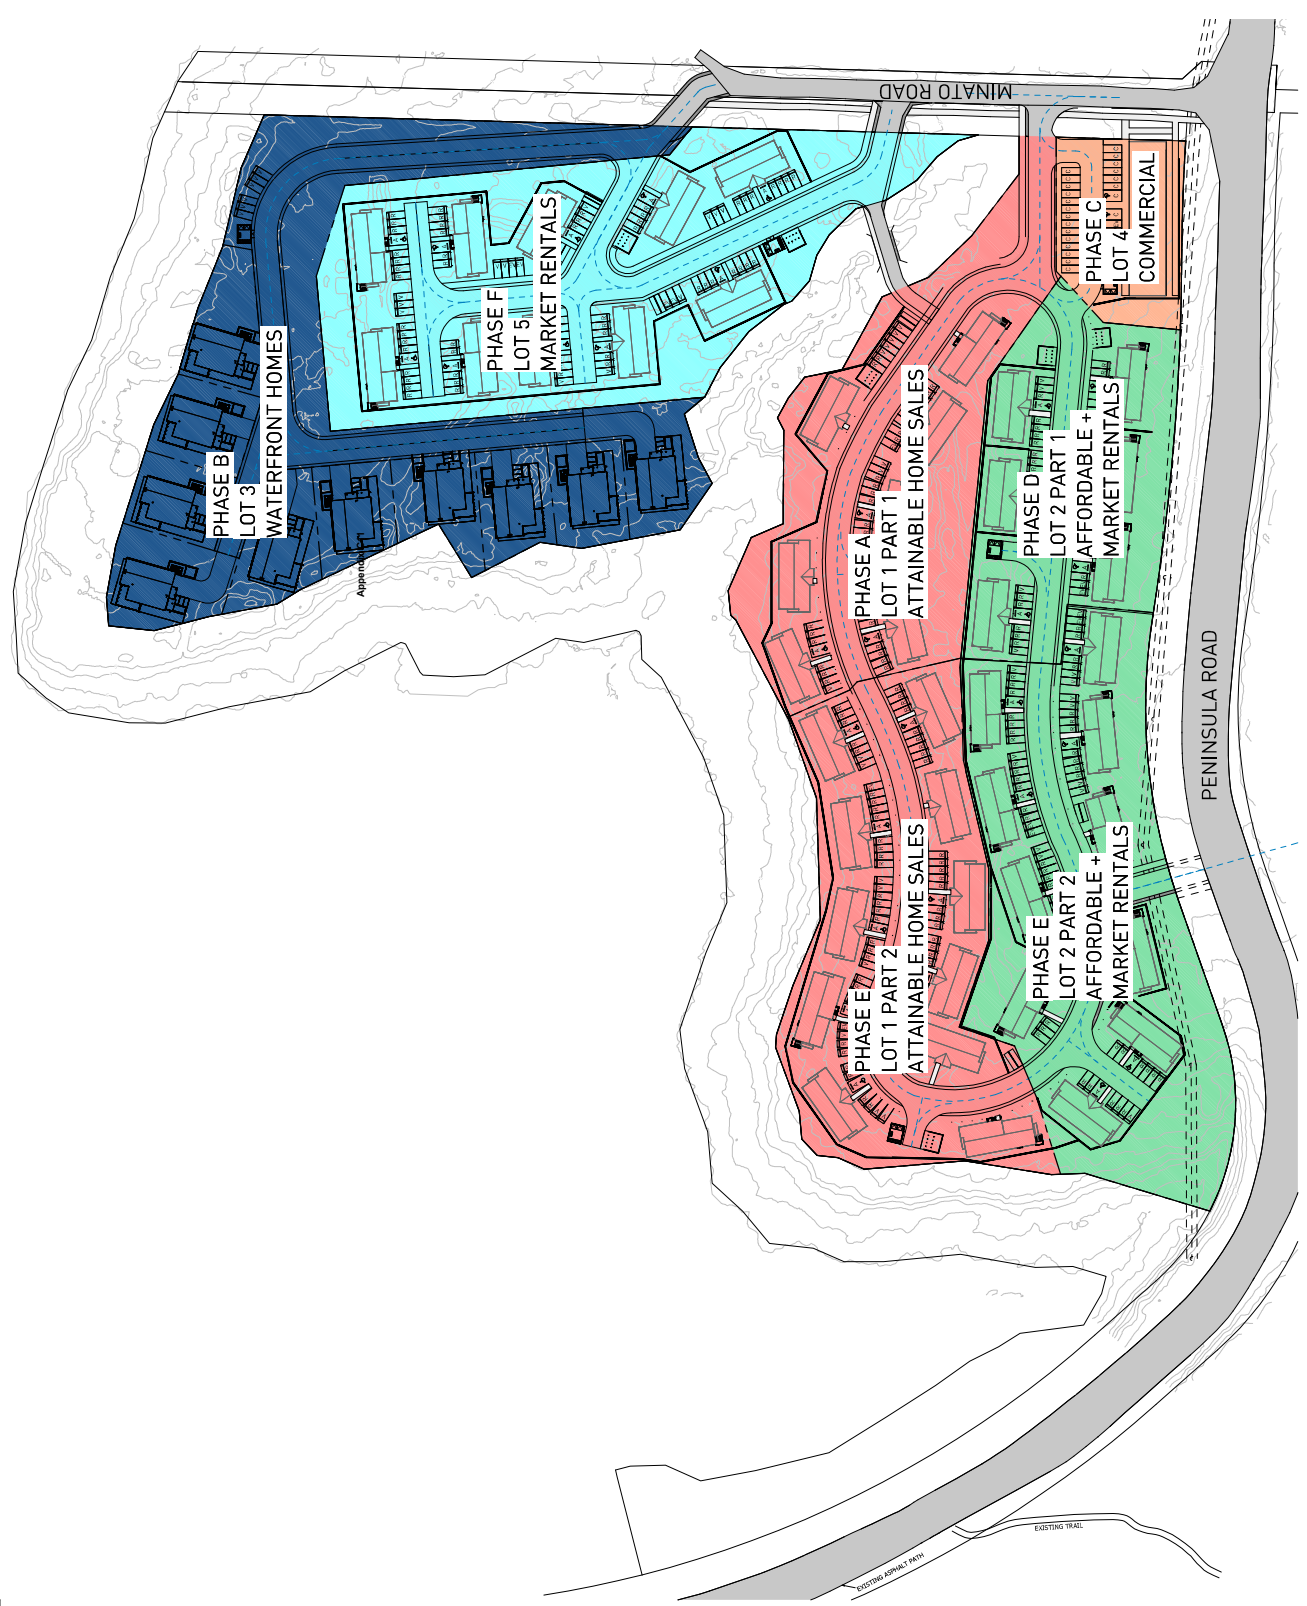 MINATO ROAD
PHASE C
LOT 4
COMMERCIAL
PHASE F
LOT 5
MARKET RENTALS
PHASE B
LOT 3
WATERFRONT HOMES
PHASE A
LOT 1 PART 1
ATTAINABLE HOME SALES
PHASE D
LOT 2 PART 1
AFFORDABLE +
MARKET RENTALS
PENINSULA ROAD
PHASE E
LOT 1 PART 2
ATTAINABLE HOME SALES
PHASE E
LOT 2 PART 2
AFFORDABLE +
MARKET RENTALS
EXISTING TRAIL
EXISTING ASPHALT PATH